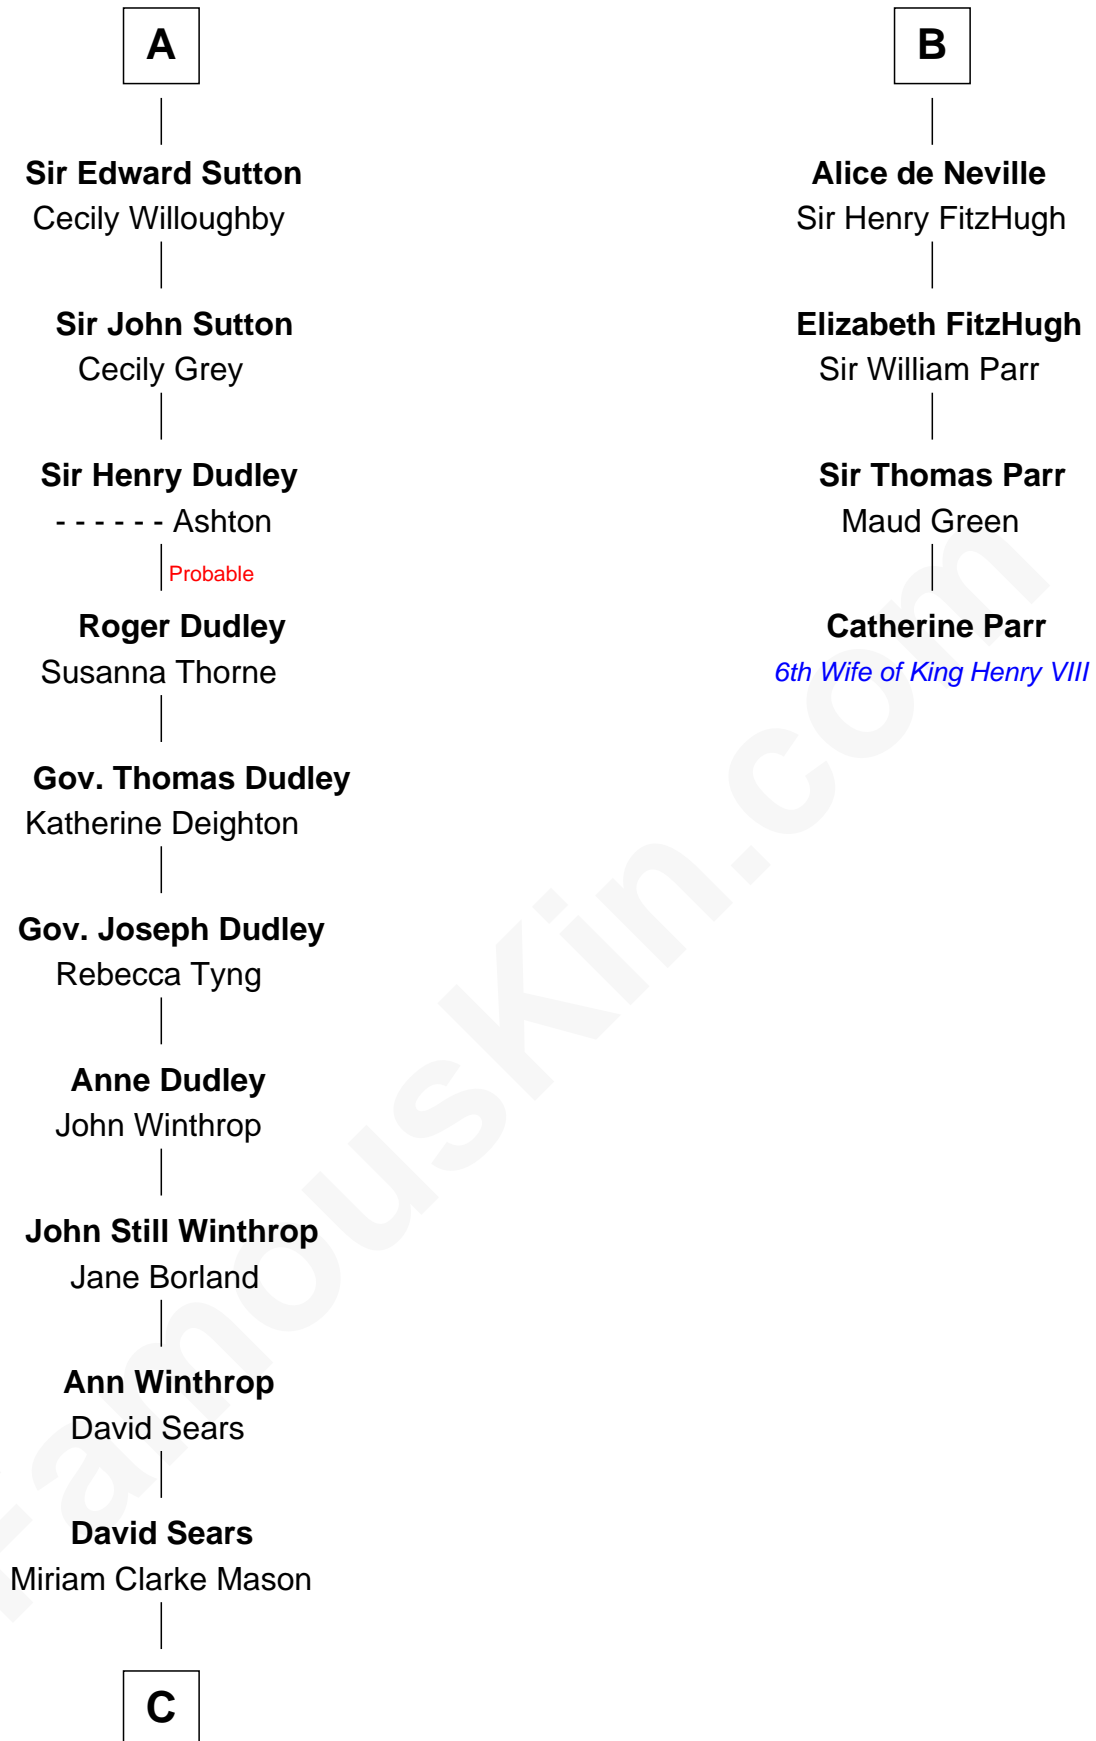 A
Sir Edward Sutton
Cecily Willoughby
Sir John Sutton
Cecily Grey
Sir Henry Dudley
- - - - - - Ashton
Probable
Roger Dudley
Susanna Thorne
Gov. Thomas Dudley
Katherine Deighton
Gov. Joseph Dudley
Rebecca Tyng
Anne Dudley
John Winthrop
John Still Winthrop
Jane Borland
Ann Winthrop
David Sears
David Sears
Miriam Clarke Mason
C
B
Alice de Neville
Sir Henry FitzHugh
Elizabeth FitzHugh
Sir William Parr
Sir Thomas Parr
Maud Green
Catherine Parr
6th Wife of King Henry VIII
FamousKin.com